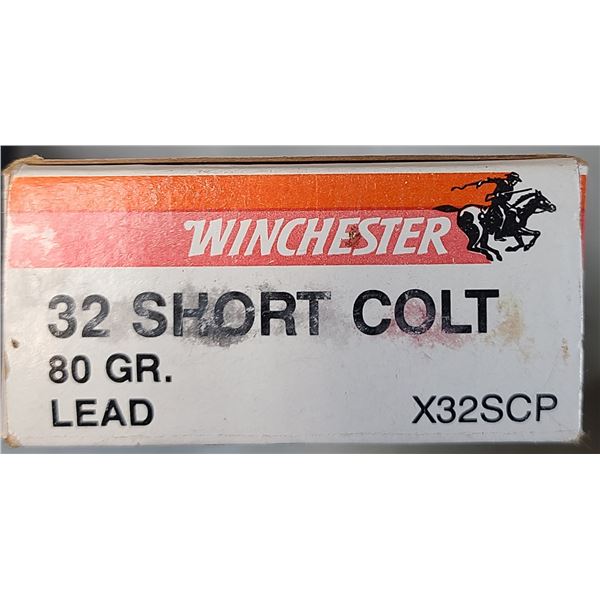 WINCHESTER
32 SHORT COLT
80 GR.
LEAD X32SCP